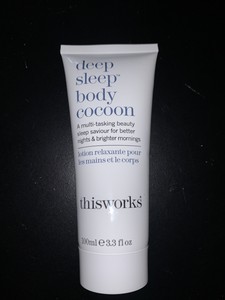 deep
sleep™
body
cocoon
A multi-tasking beauty
sleep saviour for better
nights & brighter mornings
lotion relaxante pour
les mains et le corps
thisworks®
100ml e 3.3 fl oz